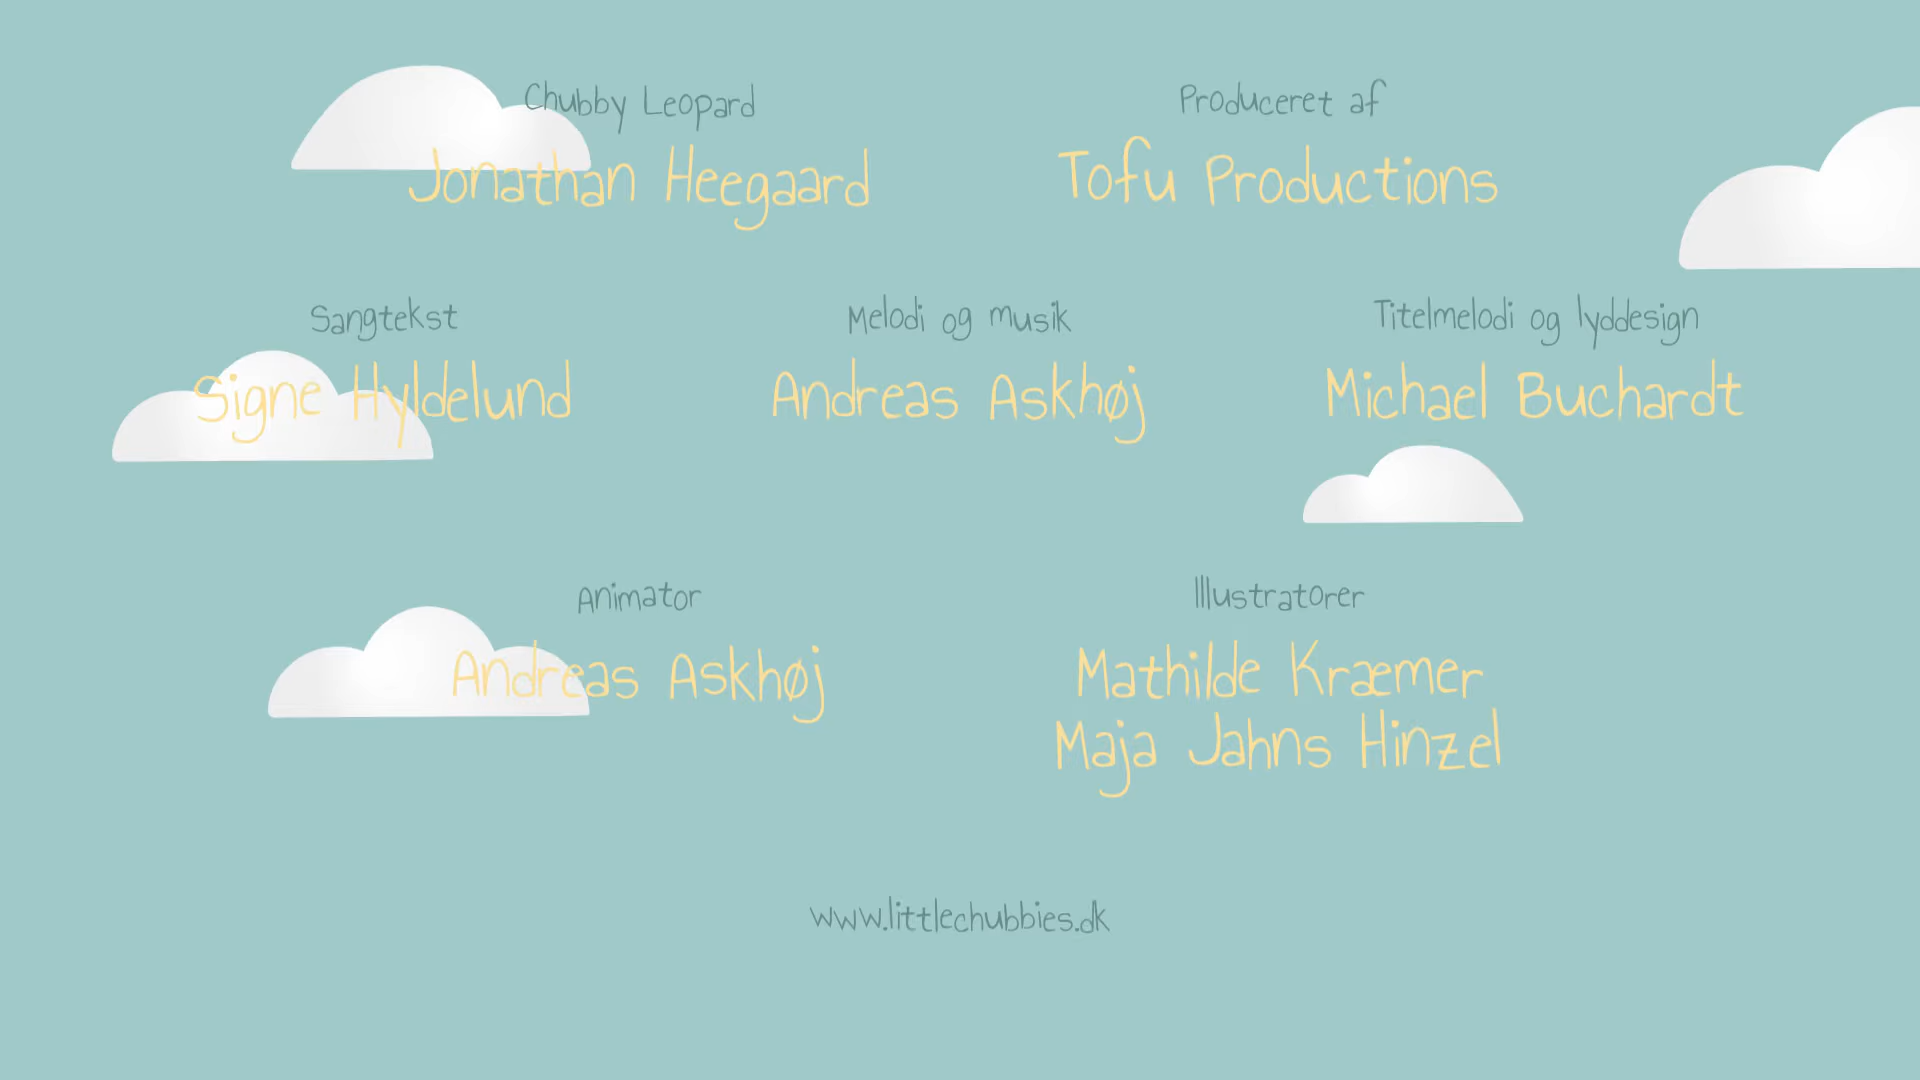 Chubby Leopard
Jonathan Heegaard
Produceret af
Tofu Productions
Sangtekst
Signe Hyldelund
Melodi og musik
Andreas Askhøj
Titelmelodi og lyddesign
Michael Buchardt
Animator
Andreas Askhøj
Illustratorer
Mathilde Kræmer
Maja Jahns Hinzel
www.littlechubbies.dk